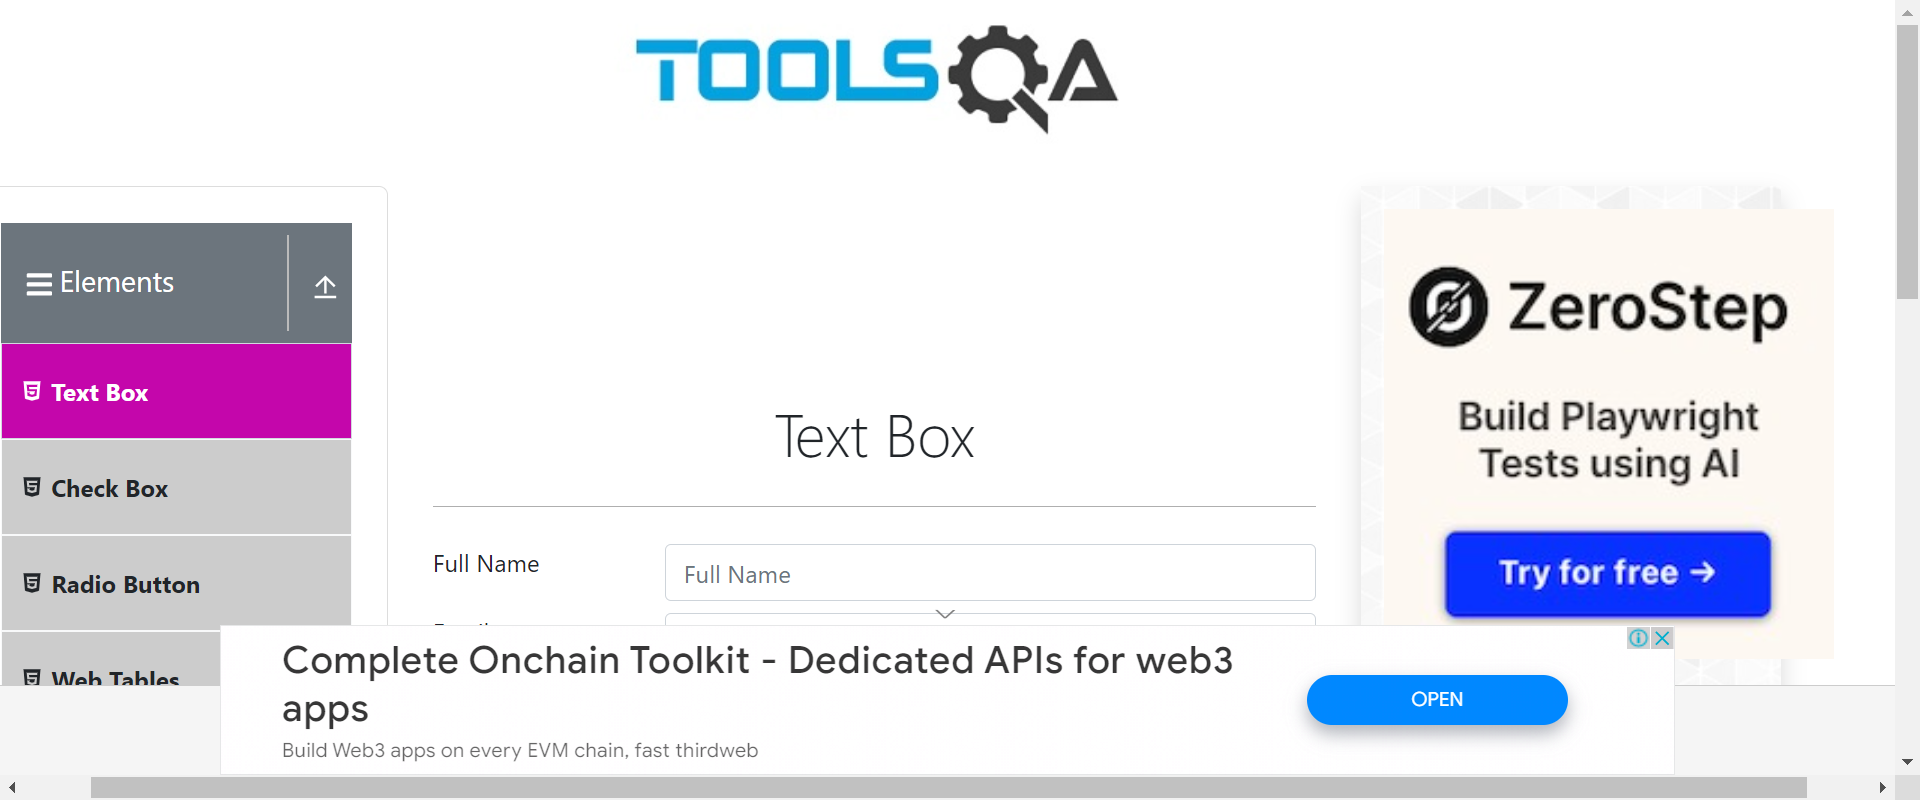 TOOLSQA
Elements
Text Box
Check Box
Radio Button
Web Tables
Text Box
Full Name
Full Name
ZeroStep
Build Playwright
Tests using AI
Try for free →
Complete Onchain Toolkit - Dedicated APIs for web3
apps
Build Web3 apps on every EVM chain, fast thirdweb
OPEN